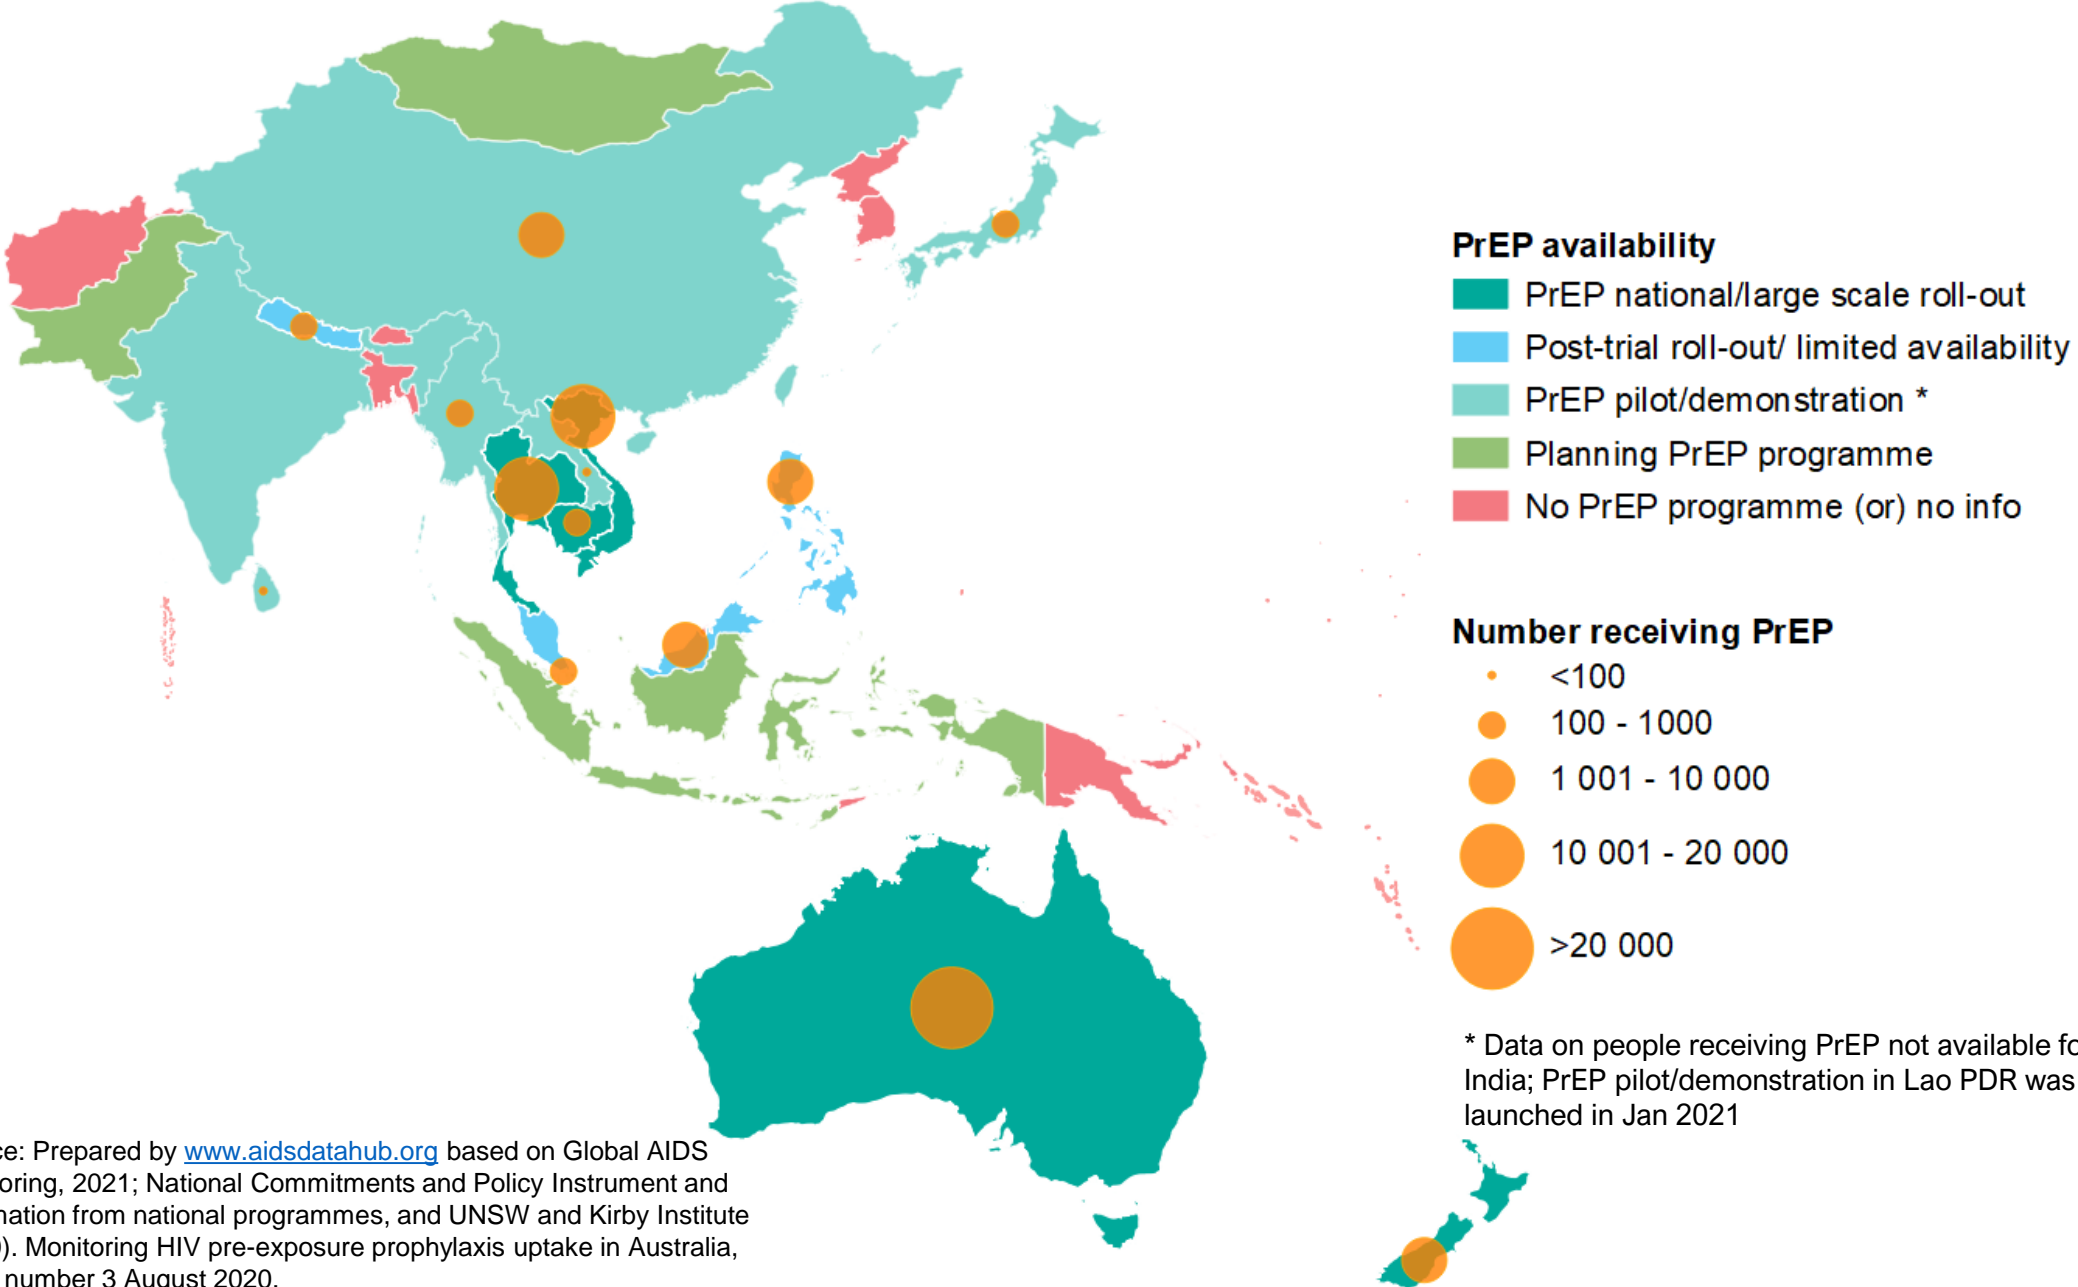 PrEP availability
PrEP national/large scale roll-out
Post-trial roll-out/ limited availability
PrEP pilot/demonstration *
Planning PrEP programme
No PrEP programme (or) no info
Number receiving PrEP
<100
100 - 1000
1 001 - 10 000
10 001 - 20 000
>20 000
* Data on people receiving PrEP not available fo
India; PrEP pilot/demonstration in Lao PDR was
launched in Jan 2021
ce: Prepared by www.aidsdatahub.org based on Global AIDS
oring, 2021; National Commitments and Policy Instrument and
nation from national programmes, and UNSW and Kirby Institute
). Monitoring HIV pre-exposure prophylaxis uptake in Australia,
number 3 August 2020.